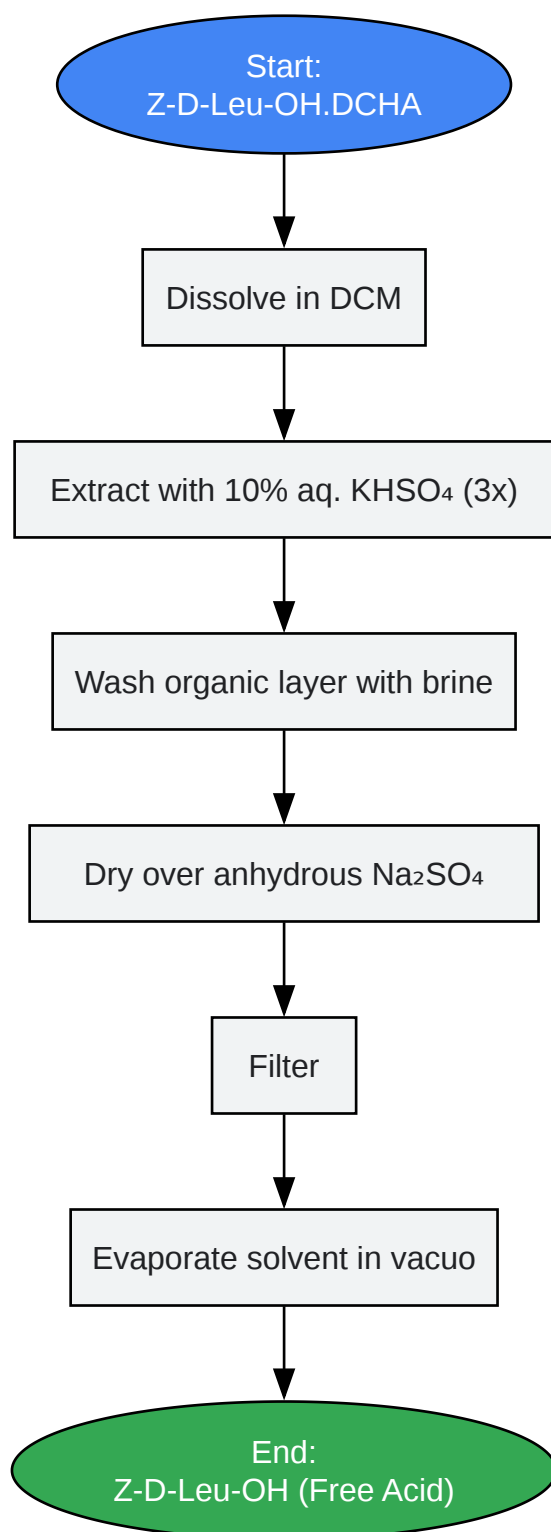 Start:
Z-D-Leu-OH.DCHA
Dissolve in DCM
Extract with 10% aq. KHSO₄ (3x)
Wash organic layer with brine
Dry over anhydrous Na₂SO₄
Filter
Evaporate solvent in vacuo
End:
Z-D-Leu-OH (Free Acid)